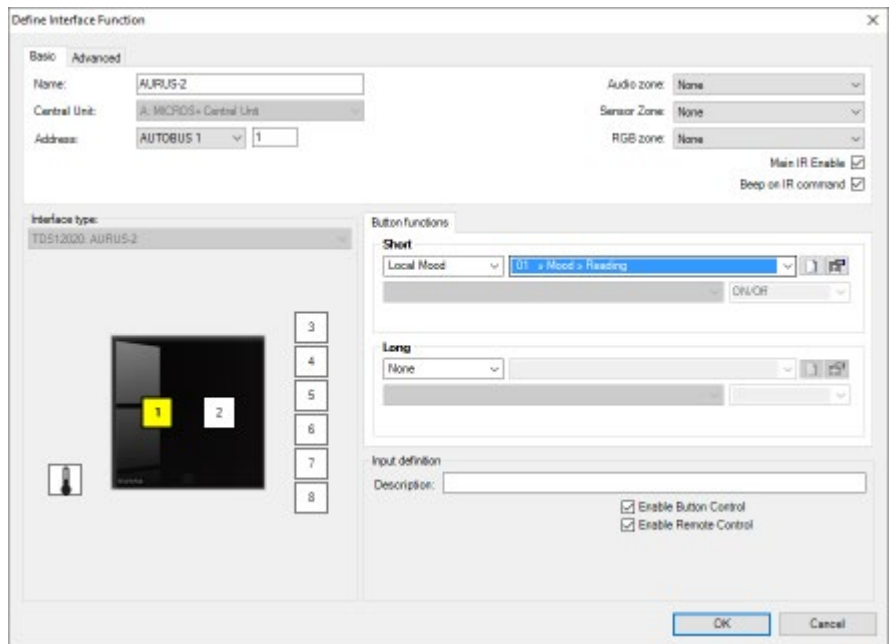 Define Interface Function
Basic Advanced
Name: AURUS-2 Audio zone: None
Central Unit: A: MICROS+ Central Unit Sensor Zone: None
Address: AUTOBUS 1 1 RGB zone: None
Main IR Enable
Beep on IR command
Interface type:
TDS12020: AURUS-2
Button functions
Short
Local Mood 01 > Mood > Reading
ON/Off
Long
None
3
4
5
6
7
8
1 2
Input definition
Description:
Enable Button Control
Enable Remote Control
OK Cancel